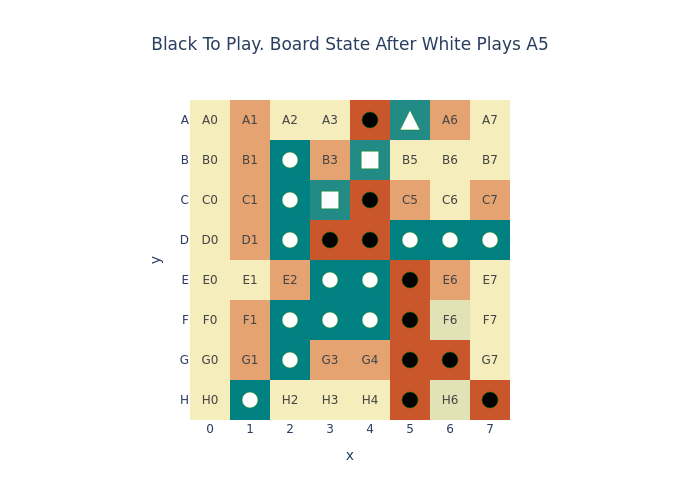 Black To Play. Board State After White Plays A5
A A0 A1 A2 A3 A6 A7
B B0 B1 B3 B5 B6 B7
C C0 C1 C5 C6 C7
D D0 D1
E E0 E1 E2 E6 E7
F F0 F1 F6 F7
G G0 G1 G3 G4 G7
H H0 H2 H3 H4 H6
0 1 2 3 4 5 6 7
x
y